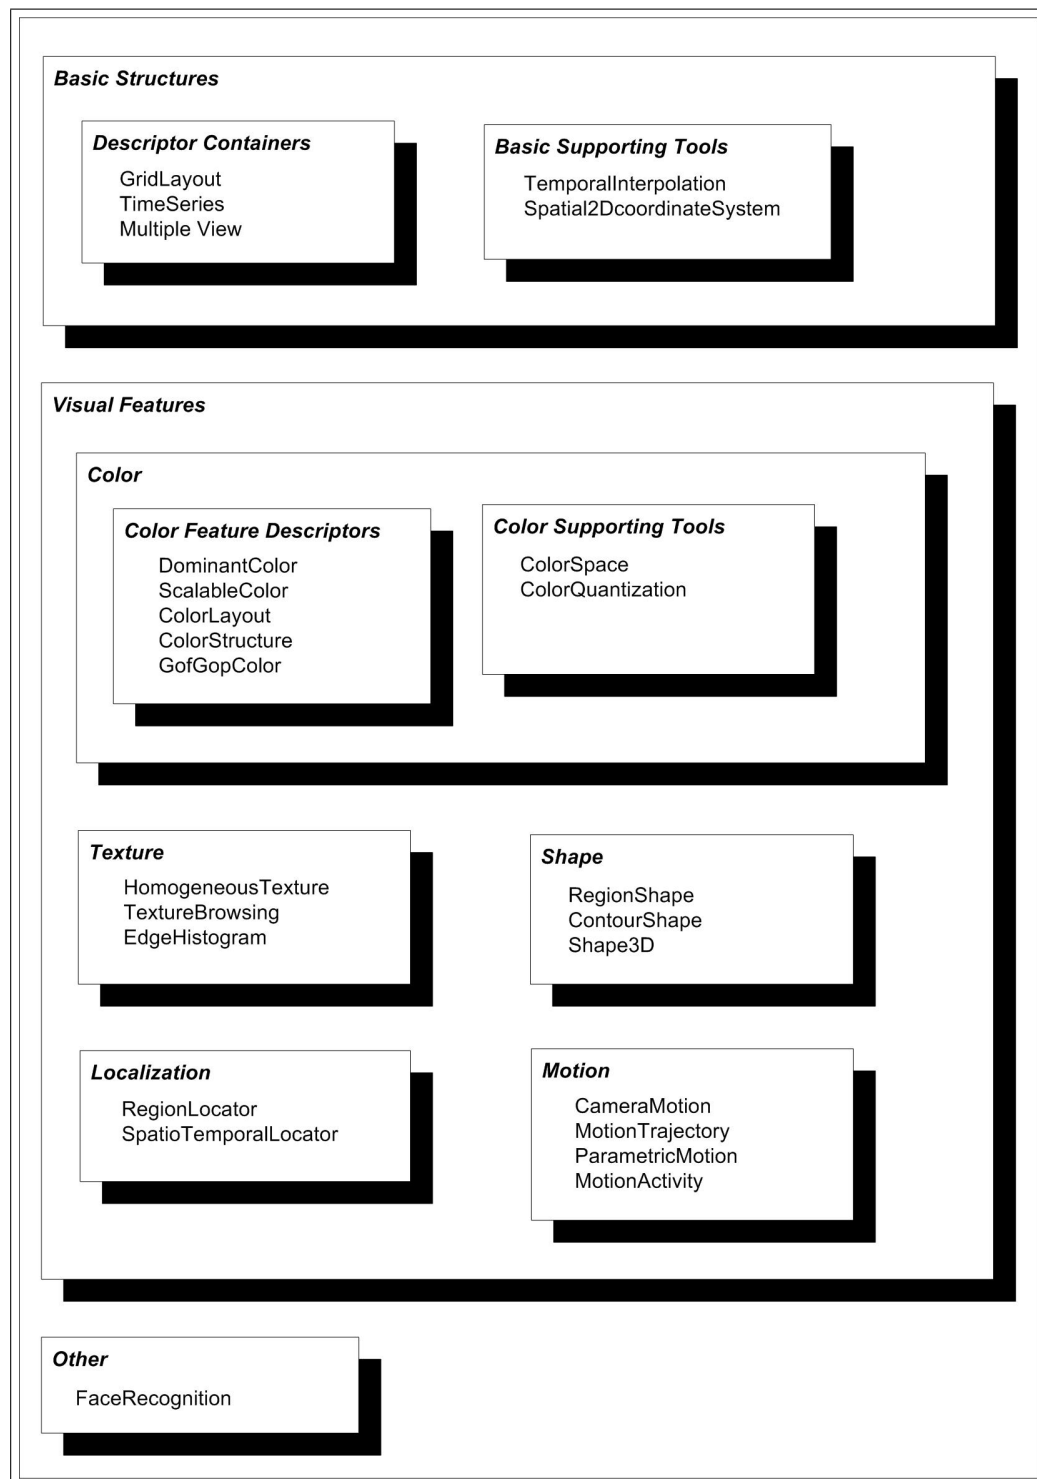 Basic Structures
Descriptor Containers
GridLayout
TimeSeries
Multiple View
Basic Supporting Tools
TemporalInterpolation
Spatial2DcoordinateSystem
Visual Features
Color
Color Feature Descriptors
DominantColor
ScalableColor
ColorLayout
ColorStructure
GofGopColor
Color Supporting Tools
ColorSpace
ColorQuantization
Texture
HomogeneousTexture
TextureBrowsing
EdgeHistogram
Shape
RegionShape
ContourShape
Shape3D
Localization
RegionLocator
SpatioTemporalLocator
Motion
CameraMotion
MotionTrajectory
ParametricMotion
MotionActivity
Other
FaceRecognition